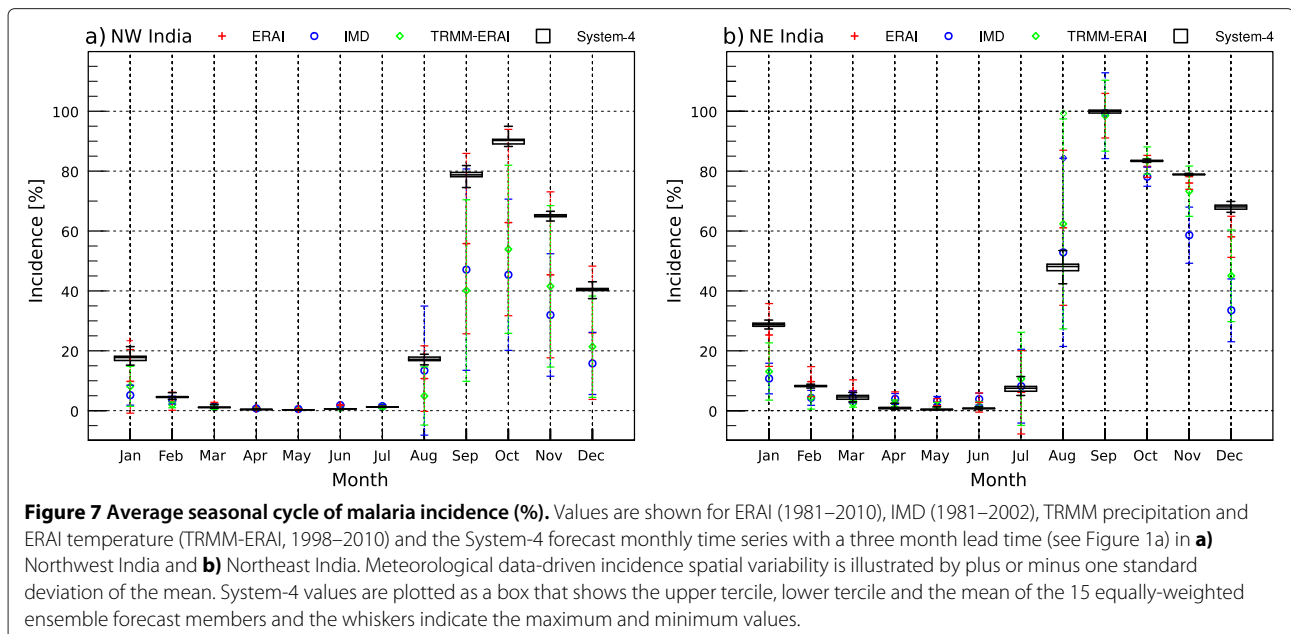 a) NW India + ERAI o IMD ◇ TRMM-ERAI □ System-4
Incidence [%]
100
80
60
40
20
0
Jan Feb Mar Apr May Jun Jul Aug Sep Oct Nov Dec
Month
b) NE India + ERAI o IMD ◇ TRMM-ERAI □ System-4
Incidence [%]
100
80
60
40
20
0
Jan Feb Mar Apr May Jun Jul Aug Sep Oct Nov Dec
Month
Figure 7 Average seasonal cycle of malaria incidence (%). Values are shown for ERAI (1981–2010), IMD (1981–2002), TRMM precipitation and
ERAI temperature (TRMM-ERAI, 1998–2010) and the System-4 forecast monthly time series with a three month lead time (see Figure 1a) in a)
Northwest India and b) Northeast India. Meteorological data-driven incidence spatial variability is illustrated by plus or minus one standard
deviation of the mean. System-4 values are plotted as a box that shows the upper tercile, lower tercile and the mean of the 15 equally-weighted
ensemble forecast members and the whiskers indicate the maximum and minimum values.